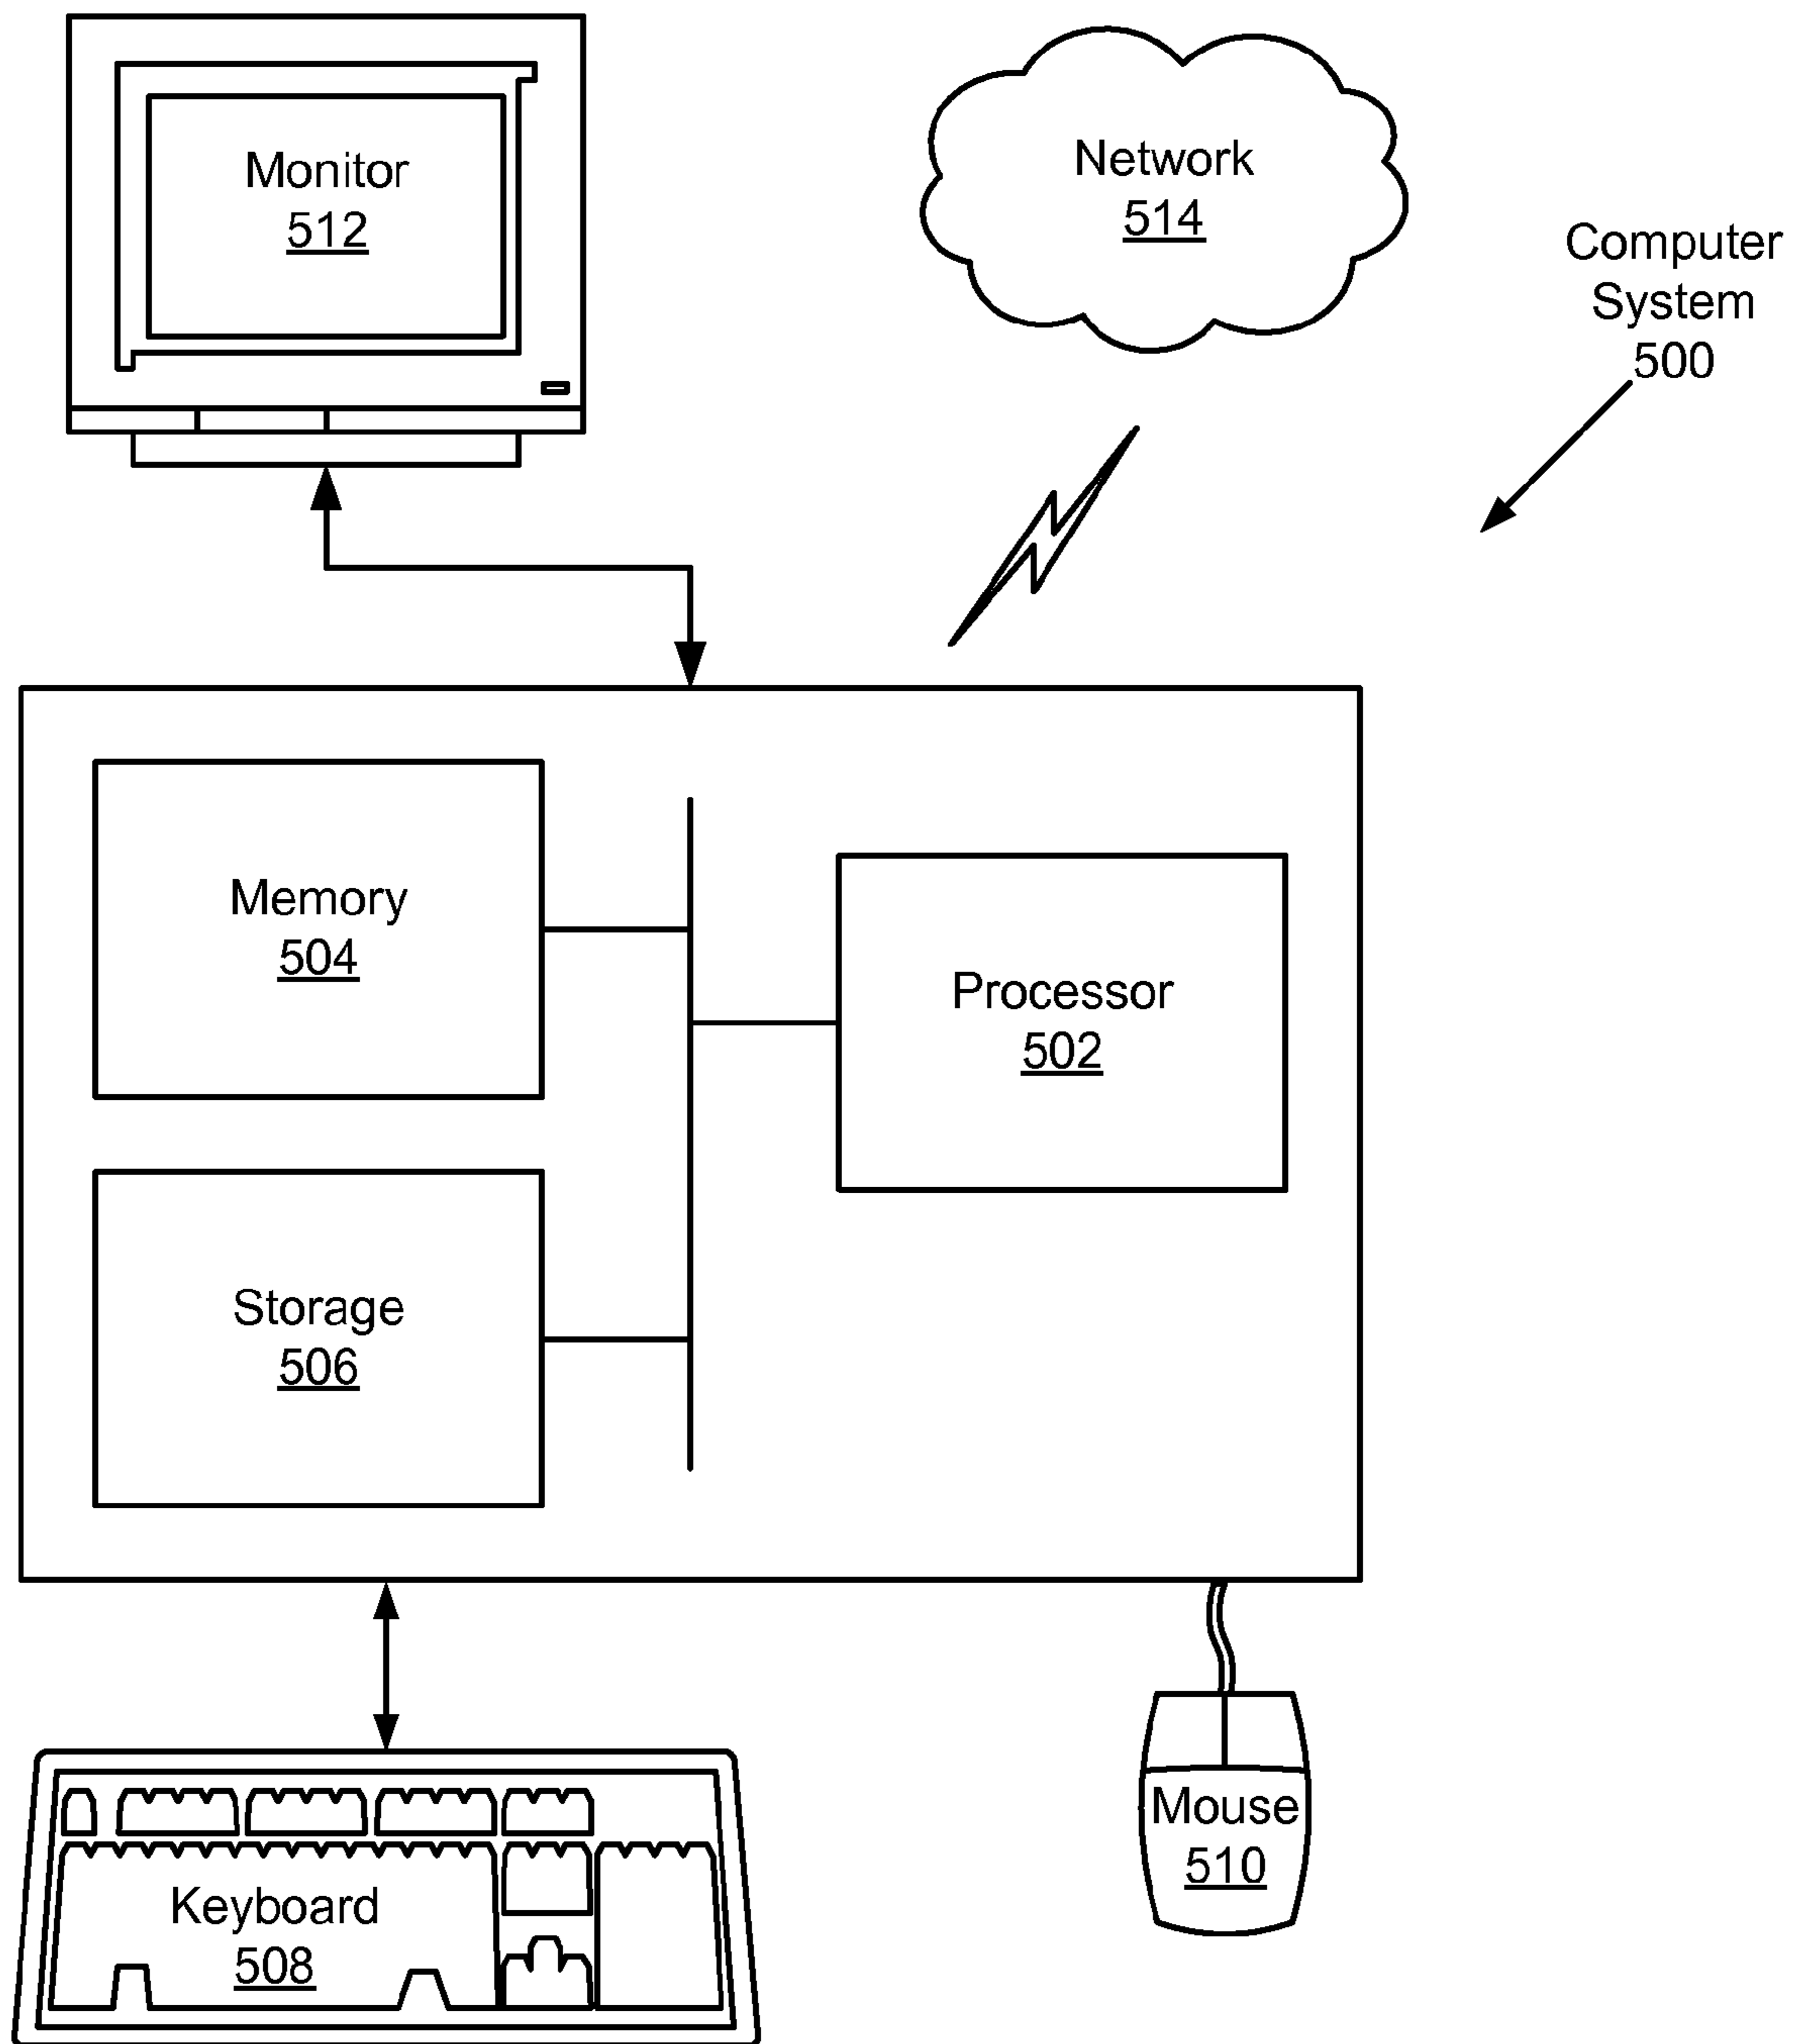 Monitor
512
Network
514
Computer
System
500
Memory
504
Processor
502
Storage
506
Keyboard
508
Mouse
510